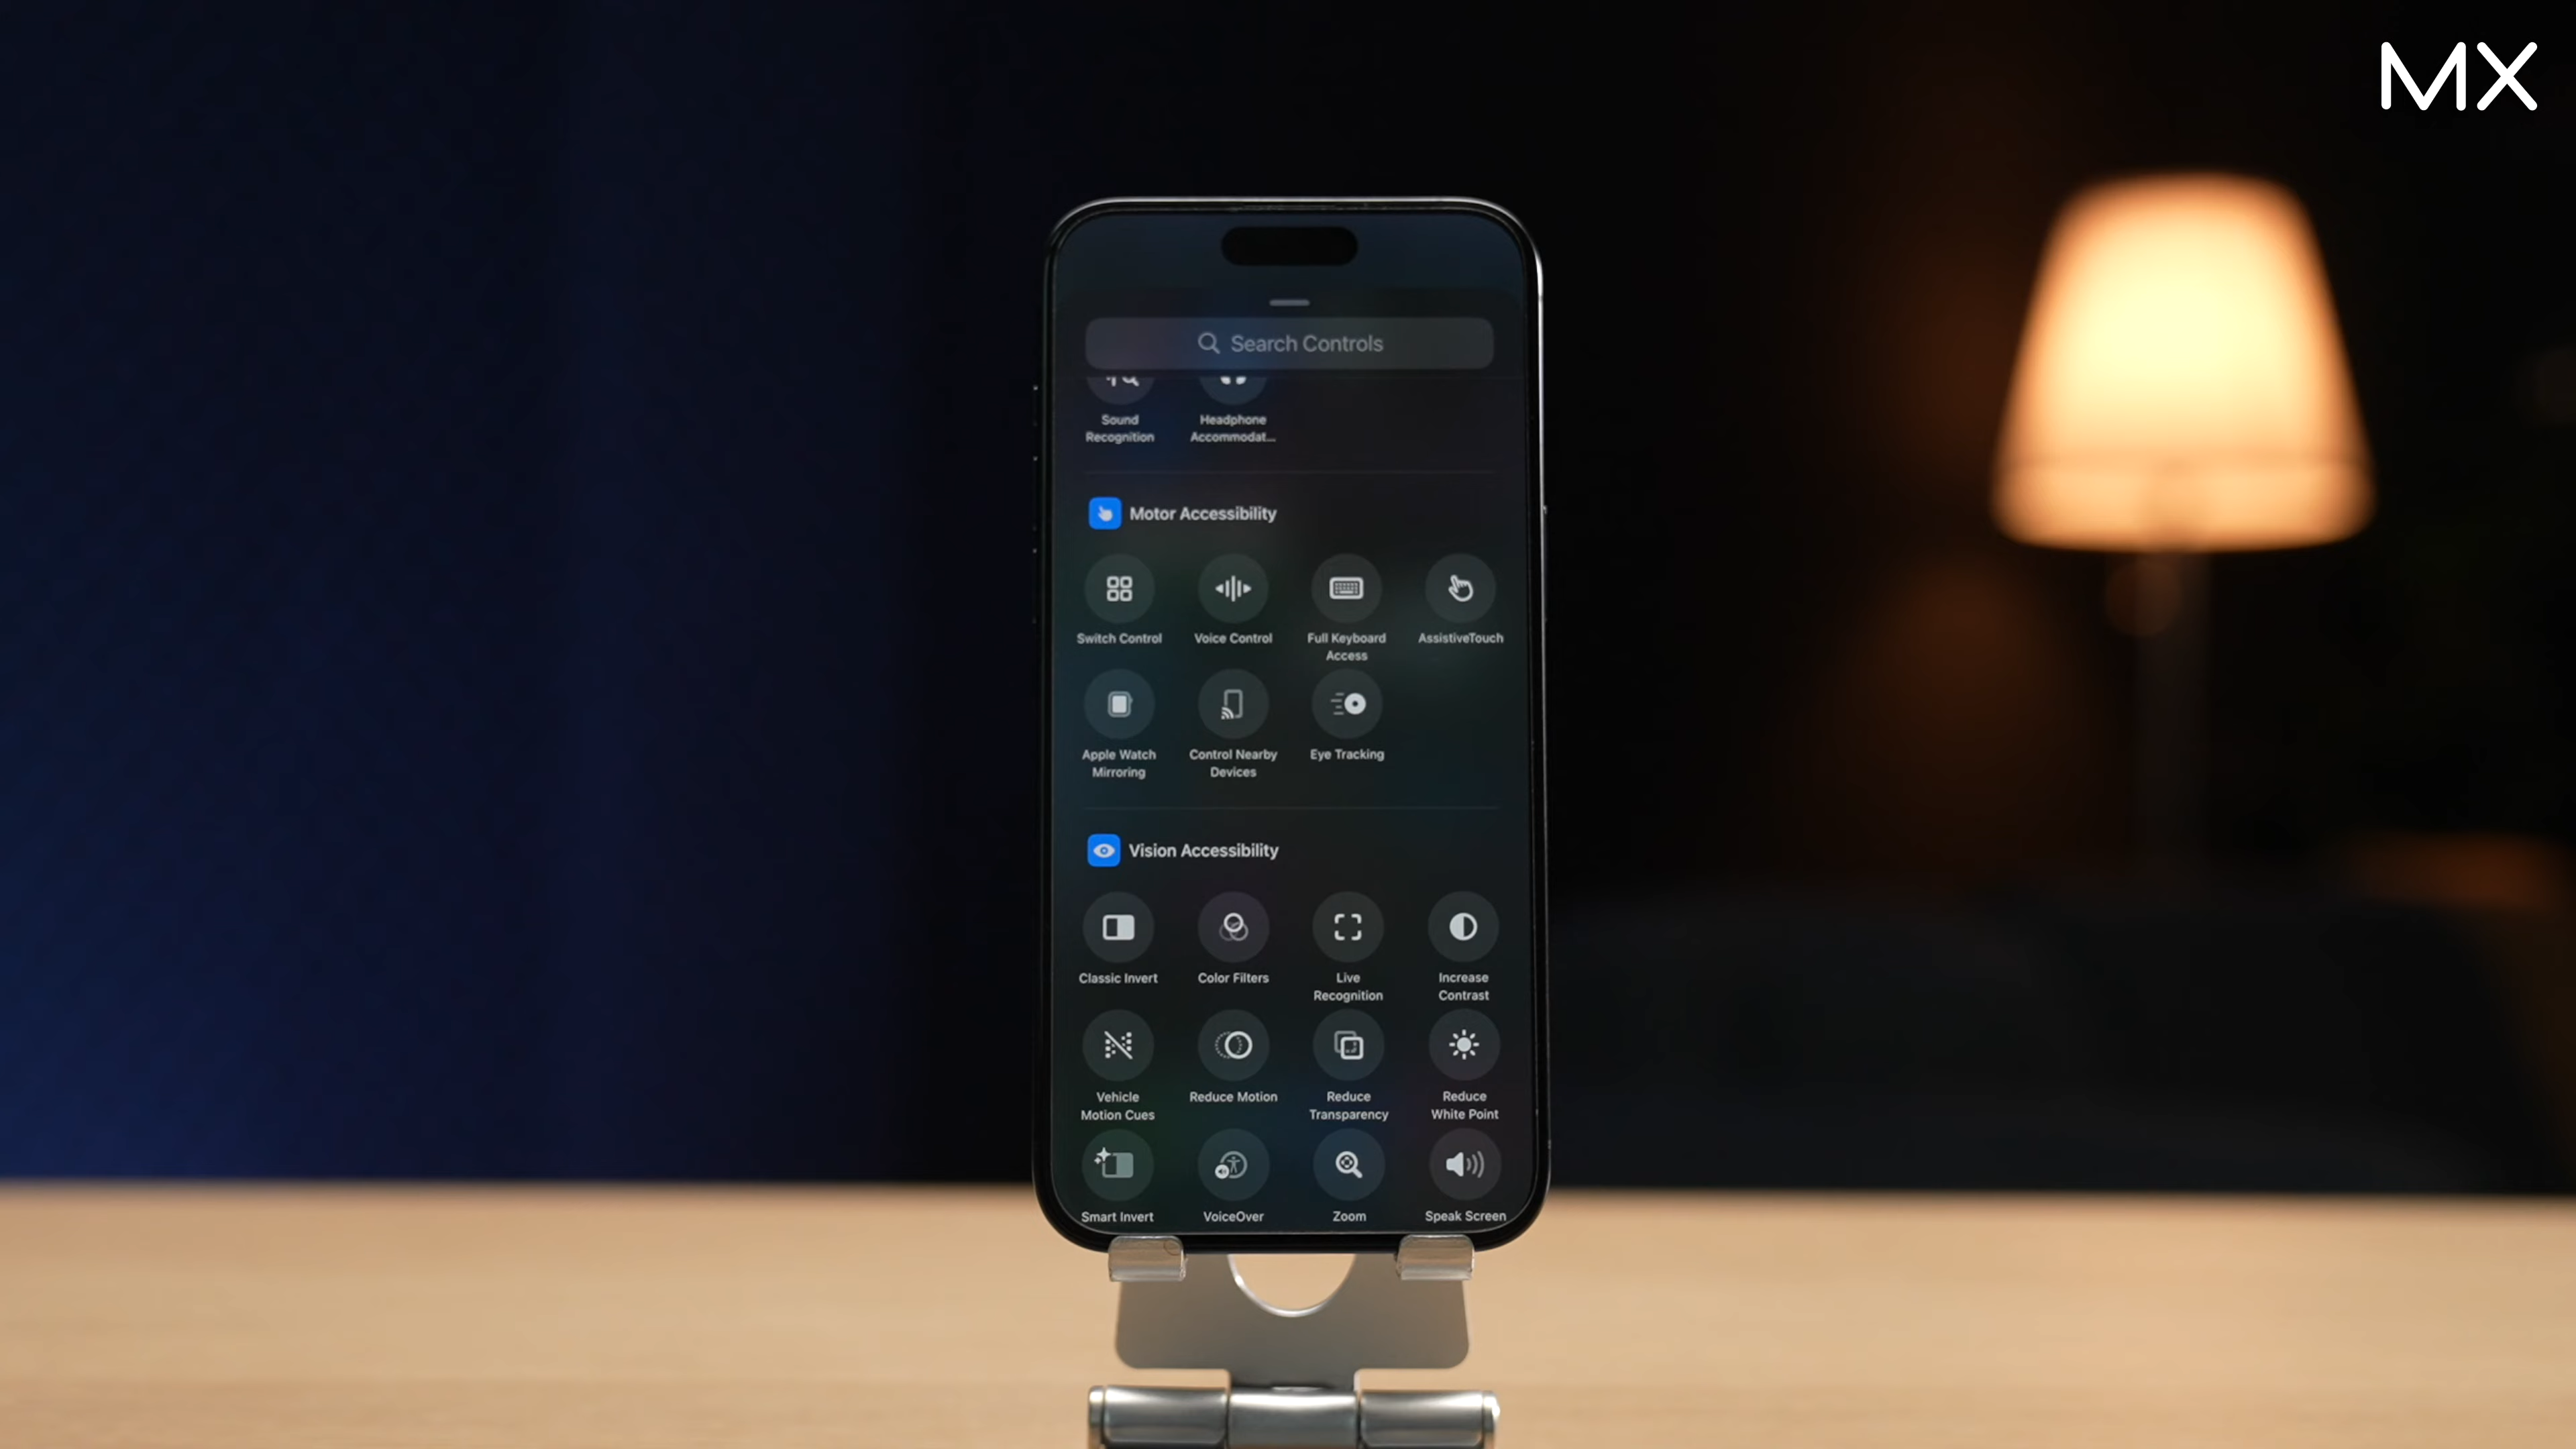 MX
Search Controls
Sound
Recognition
Headphone
Accommodat...
Motor Accessibility
Switch Control
Voice Control
Full Keyboard
Access
AssistiveTouch
Apple Watch
Mirroring
Control Nearby
Devices
Eye Tracking
Vision Accessibility
Classic Invert
Color Filters
Live
Recognition
Increase
Contrast
Vehicle
Motion Cues
Reduce Motion
Reduce
Transparency
Reduce
White Point
Smart Invert
VoiceOver
Zoom
Speak Screen